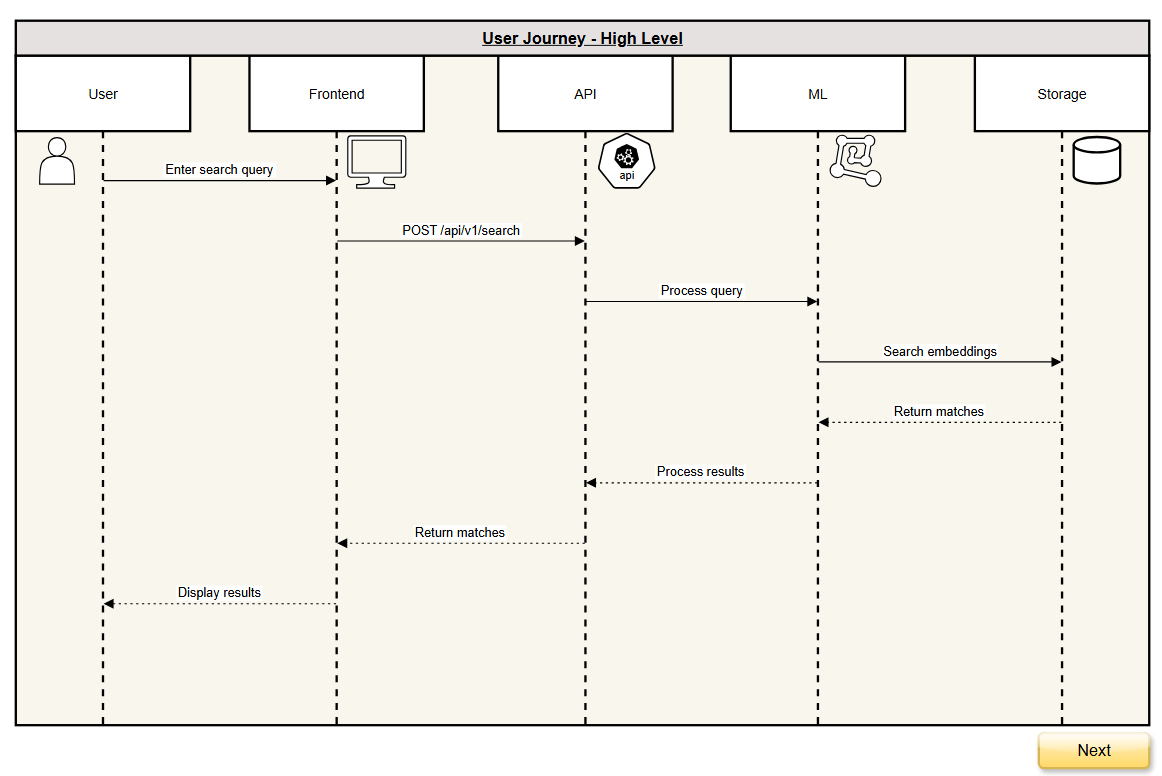 User Journey - High Level
User
Frontend
API
ML
Storage
api
Enter search query
POST /api/v1/search
Process query
Search embeddings
Return matches
Process results
Return matches
Display results
Next